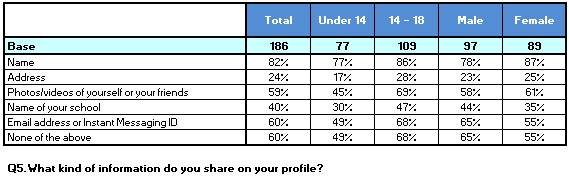 Total Under 14 14 - 18 Male Female
Base 186 77 109 97 89
Name 82% 77% 86% 78% 87%
Address 24% 17% 28% 23% 25%
Photos/videos of yourself or your friends 59% 45% 69% 58% 61%
Name of your school 40% 30% 47% 44% 35%
Email address or Instant Messaging ID 60% 49% 68% 65% 55%
None of the above 60% 49% 68% 65% 55%
Q5. What kind of information do you share on your profile?